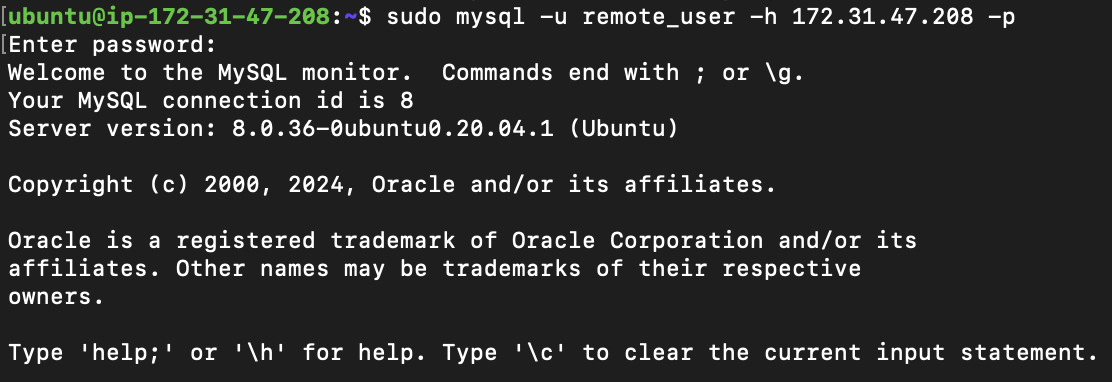 [ubuntu@ip-172-31-47-208:~$ sudo mysql -u remote_user -h 172.31.47.208 -p
[Enter password:
Welcome to the MySQL monitor.  Commands end with ; or \g.
Your MySQL connection id is 8
Server version: 8.0.36-0ubuntu0.20.04.1 (Ubuntu)
Copyright (c) 2000, 2024, Oracle and/or its affiliates.
Oracle is a registered trademark of Oracle Corporation and/or its
affiliates. Other names may be trademarks of their respective
owners.
Type 'help;' or '\h' for help. Type '\c' to clear the current input statement.